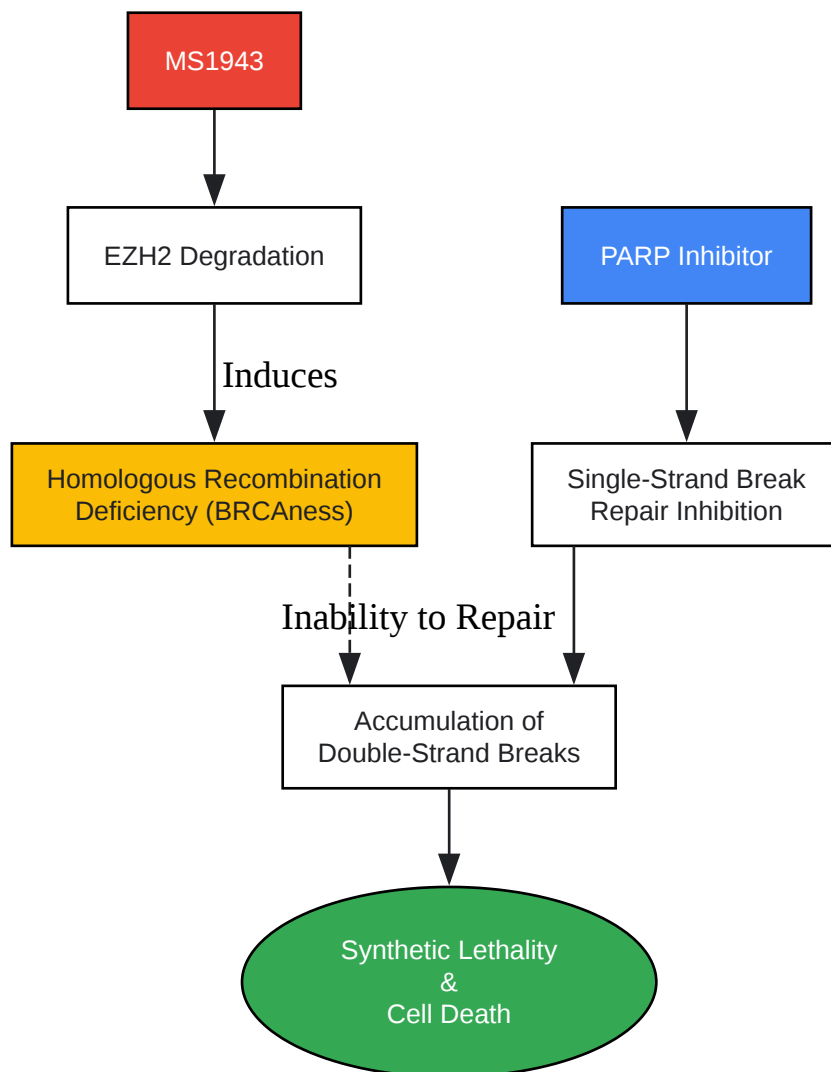 MS1943
EZH2 Degradation
PARP Inhibitor
Induces
Homologous Recombination
Deficiency (BRCAness)
Single-Strand Break
Repair Inhibition
Inability to Repair
Accumulation of
Double-Strand Breaks
Synthetic Lethality
&
Cell Death